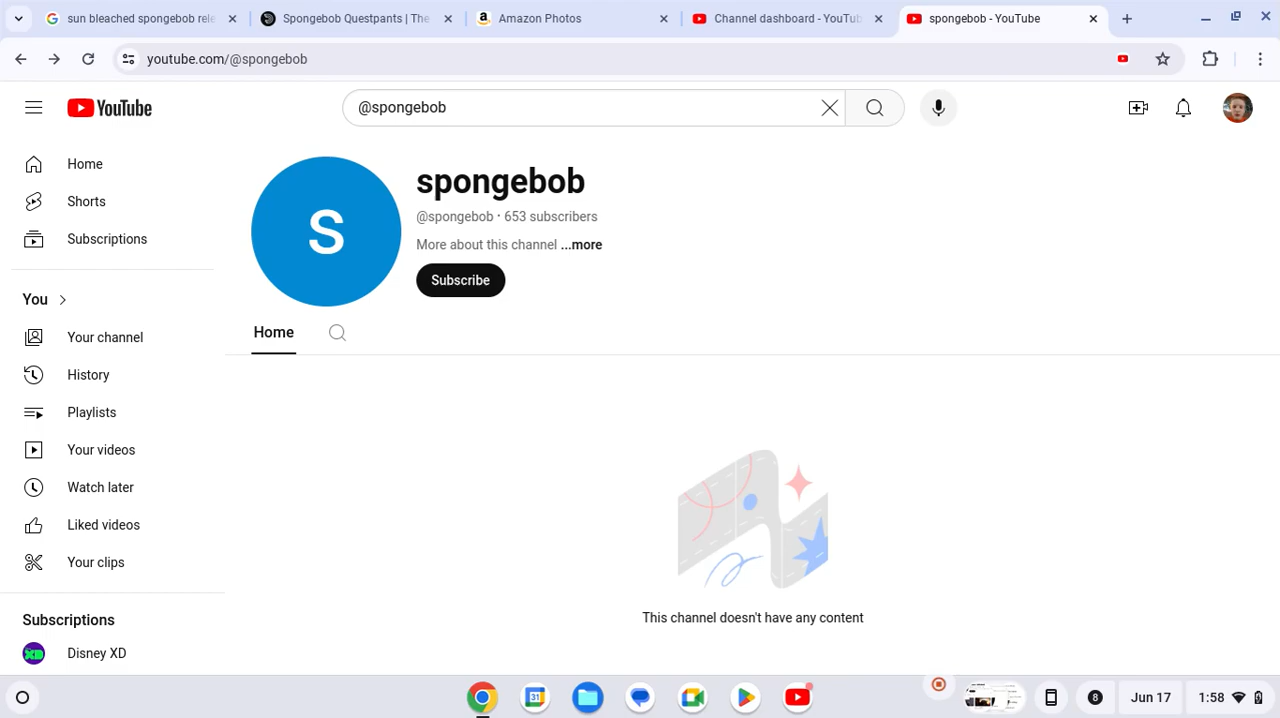 sun bleached spongebob rele
Spongebob Questpants | The
Amazon Photos
Channel dashboard - YouTub
spongebob - YouTube
youtube.com/@spongebob
YouTube
@spongebob
Home
Shorts
Subscriptions
You
Your channel
History
Playlists
Your videos
Watch later
Liked videos
Your clips
Subscriptions
XD
Disney XD
S
spongebob
@spongebob • 653 subscribers
More about this channel ...more
Subscribe
Home
This channel doesn't have any content
31
8
Jun 17
1:58